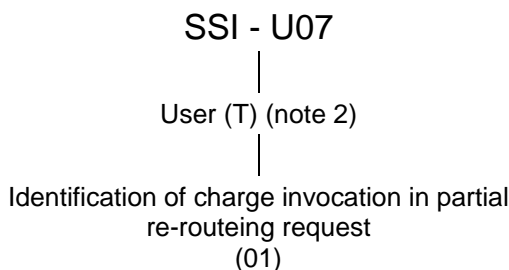 SSI - U07
User (T) (note 2)
Identification of charge invocation in partial
re-routeing request
(01)